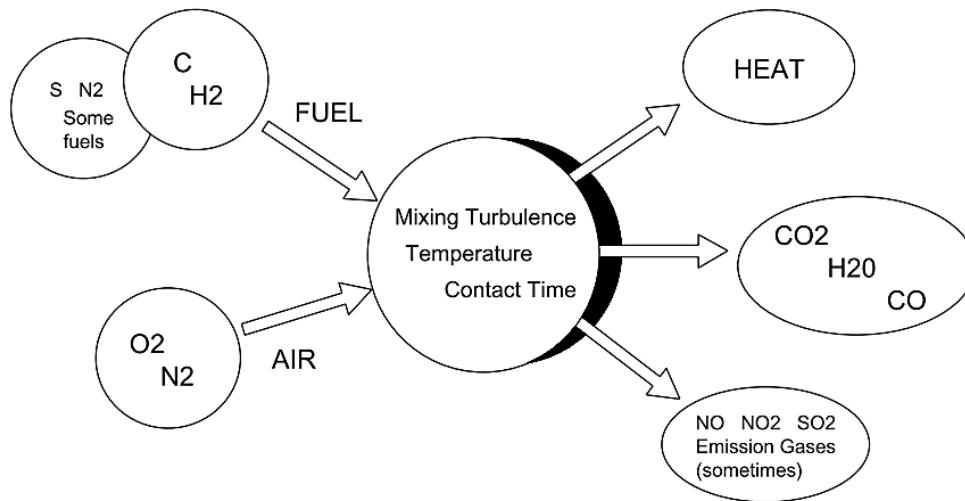 S N2
Some
fuels
C
H2
FUEL
O2
N2
AIR
Mixing Turbulence
Temperature
Contact Time
HEAT
CO2
H20
CO
NO NO2 SO2
Emission Gases
(sometimes)